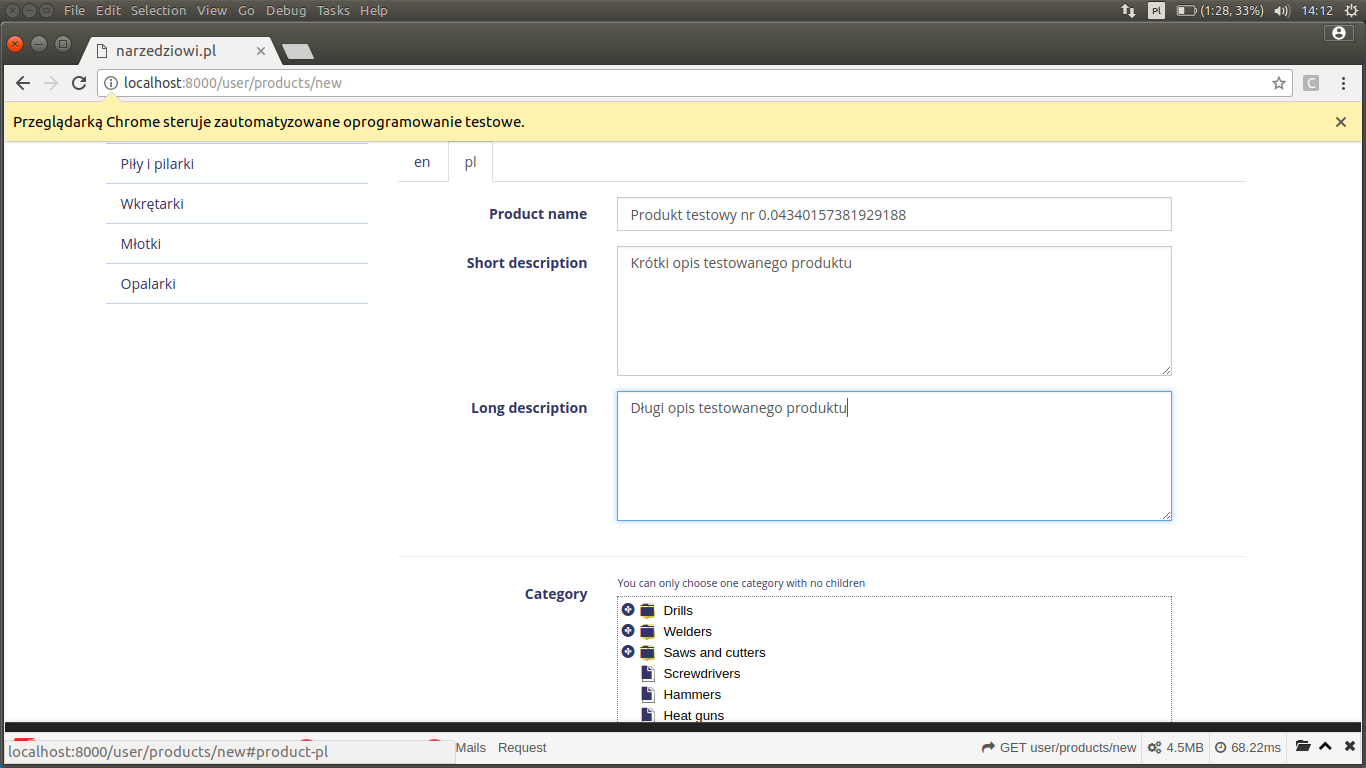 File Edit Selection View Go Debug Tasks Help
Pl (1:28, 33%) 14:12
narzedziowi.pl
localhost:8000/user/products/new
C
Przeglądarką Chrome steruje zautomatyzowane oprogramowanie testowe.
Piły i pilarki
Wkrętarki
Młotki
Opalarki
en pl
Product name
Produkt testowy nr 0.04340157381929188
Short description
Krótki opis testowanego produktu
Long description
Długi opis testowanego produktu
Category
You can only choose one category with no children
Drills
Welders
Saws and cutters
Screwdrivers
Hammers
Heat guns
localhost:8000/user/products/new#product-pl
Mails Request
GET user/products/new 4.5MB 68.22ms